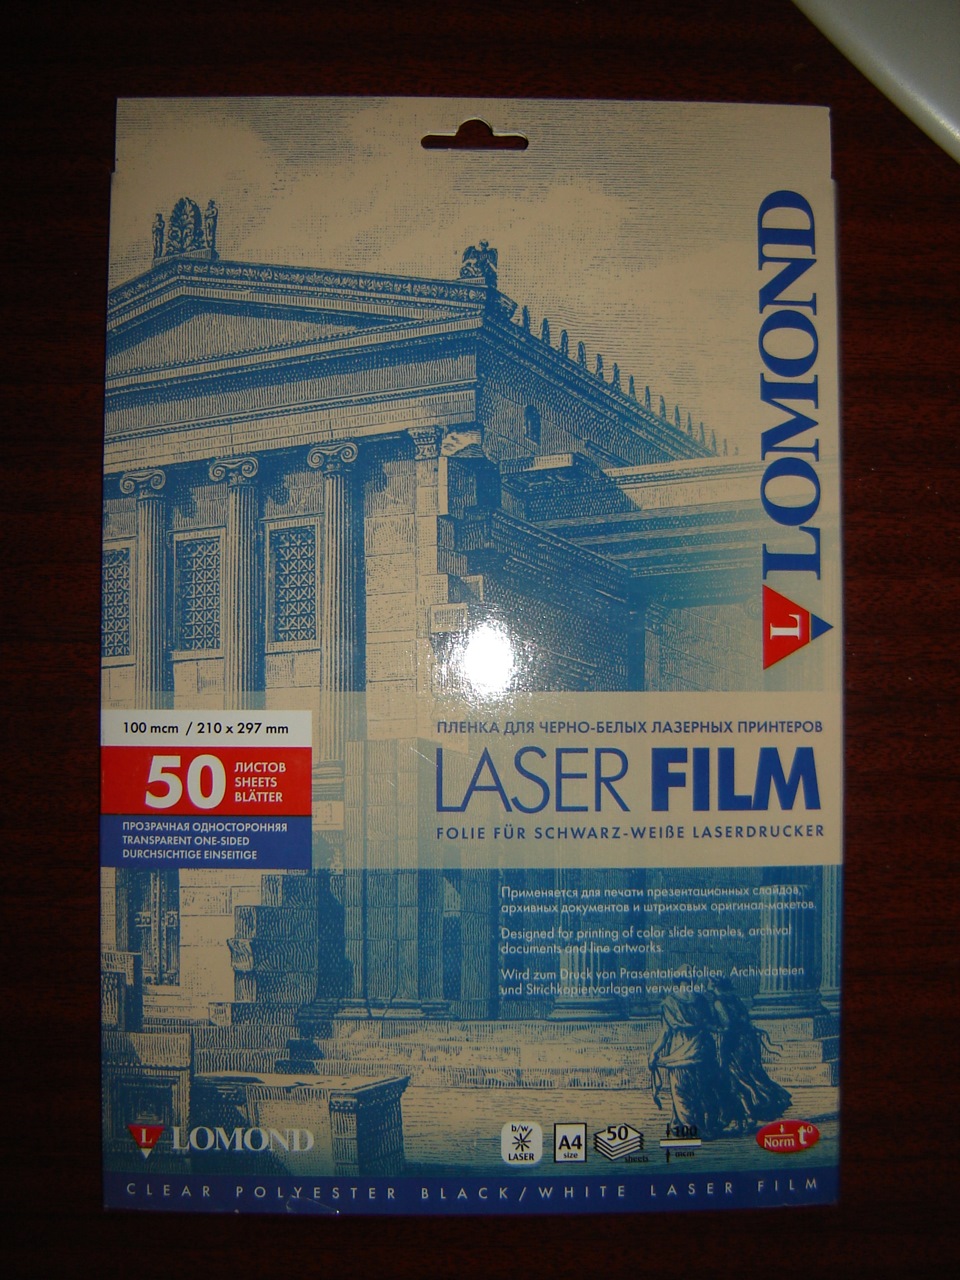 LOMOND
L
100 mcm / 210 x 297 mm
50
ЛИСТОВ
SHEETS
BLÄTTER
ПРОЗРАЧНАЯ ОДНОСТОРОННЯЯ
TRANSPARENT ONE-SIDED
DURCHSICHTIGE EINSEITIGE
ПЛЕНКА ДЛЯ ЧЕРНО-БЕЛЫХ ЛАЗЕРНЫХ ПРИНТЕРОВ
LASER FILM
FOLIE FÜR SCHWARZ-WEIßE LASERDRUCKER
Применяется для печати презентационных слайдов,
архивных документов и штриховых оригинал-макетов.
Designed for printing of color slide samples, archival
documents and line artworks.
Wird zum Druck von Prasentationsfolien, Archivdateien
und Strichkopiervorlagen verwendet.
L LOMOND
b/w
LASER
A4
size
50
sheets
100
mcm
Norm t°
CLEAR POLYESTER BLACK/WHITE LASER FILM